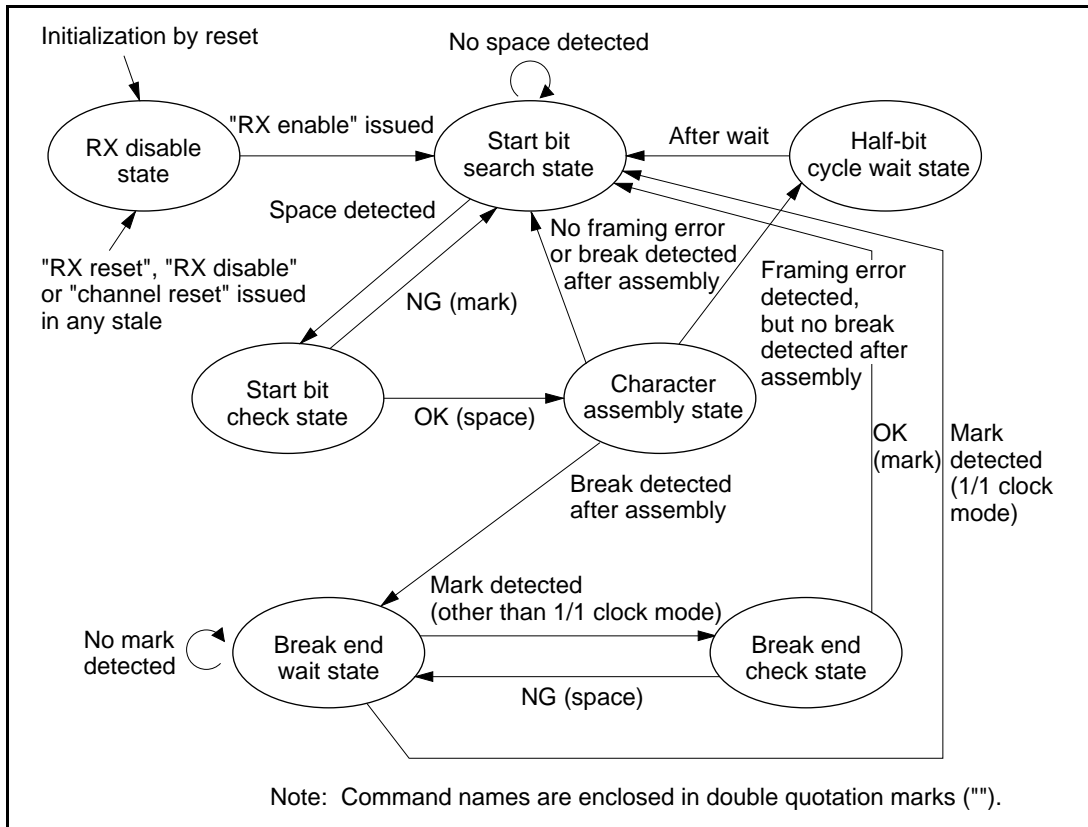 Initialization by reset
No space detected
RX disable
state
"RX enable" issued
Start bit
search state
After wait
Half-bit
cycle wait state
Space detected
"RX reset", "RX disable"
or "channel reset" issued
in any stale
NG (mark)
No framing error
or break detected
after assembly
Framing error
detected,
but no break
detected after
assembly
Start bit
check state
OK (space)
Character
assembly state
OK
(mark)
Mark
detected
(1/1 clock
mode)
Break detected
after assembly
Mark detected
(other than 1/1 clock mode)
No mark
detected
Break end
wait state
Break end
check state
NG (space)
Note: Command names are enclosed in double quotation marks ("").